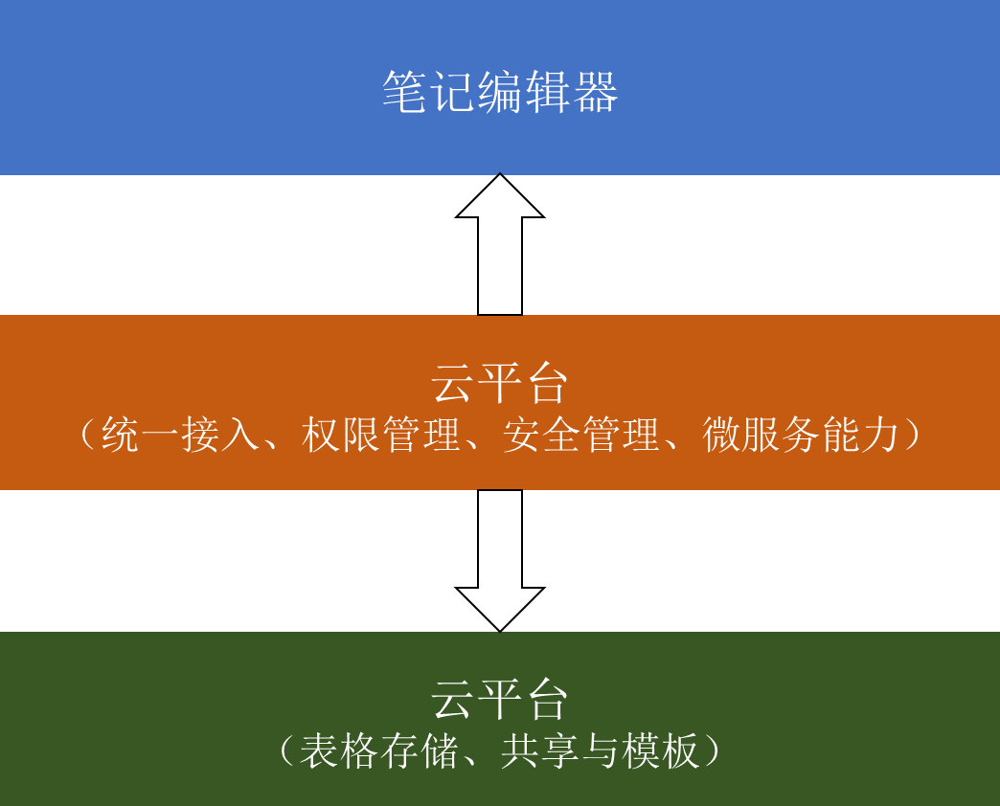 笔记编辑器
云平台
（统一接入、权限管理、安全管理、微服务能力）
云平台
（表格存储、共享与模板）